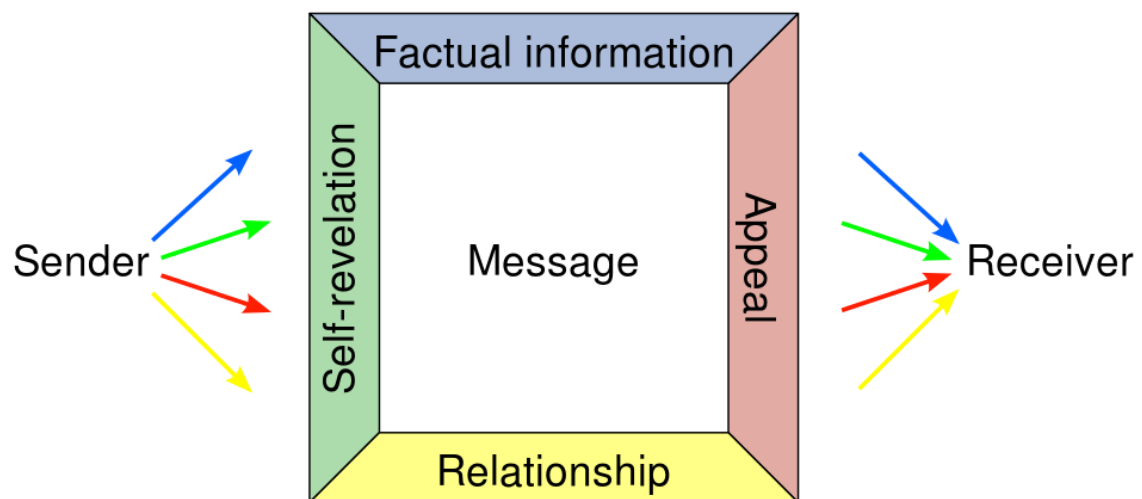 Factual information
Self-revelation
Appeal
Sender
Message
Receiver
Relationship